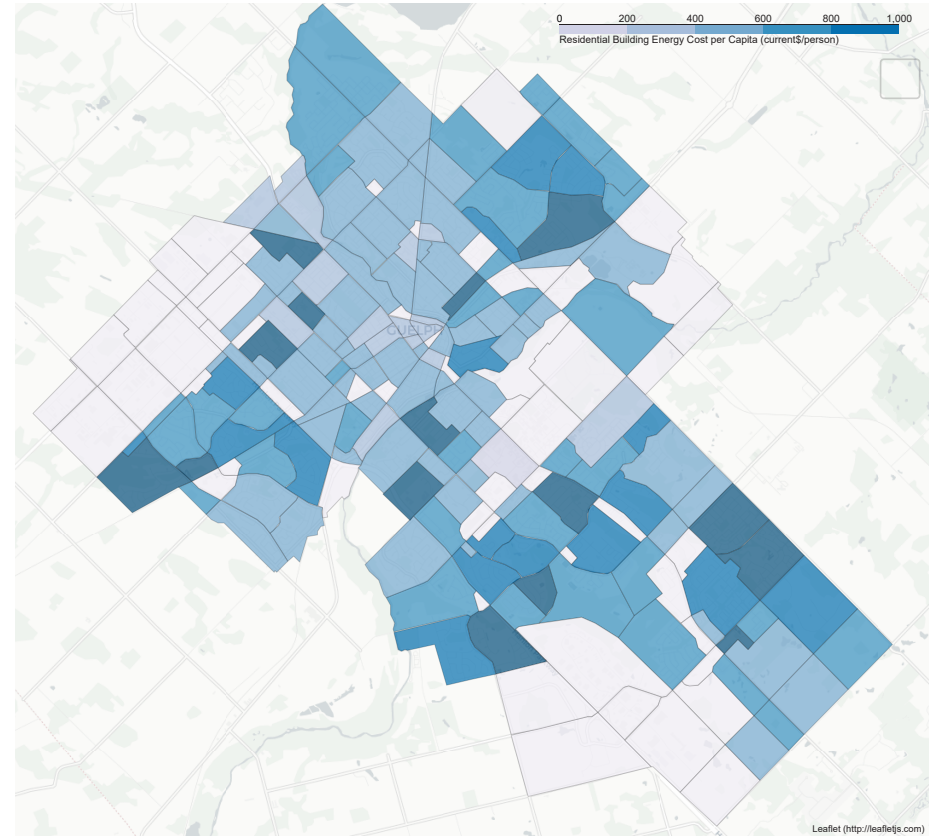 0 200 400 600 800 1,000
Residential Building Energy Cost per Capita (current$/person)
GUELPH
Leaflet (http://leafletjs.com)